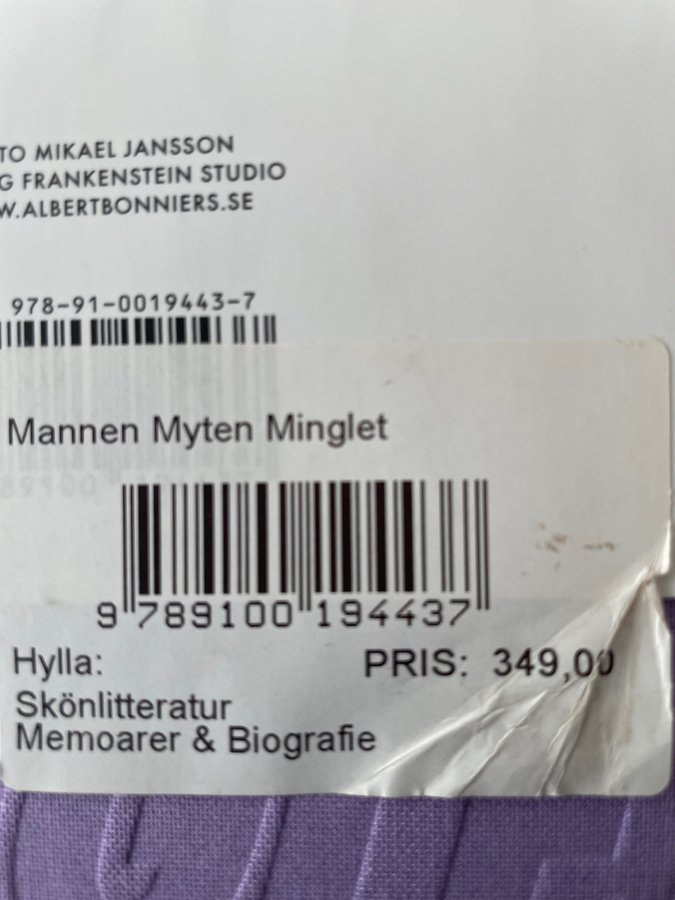 TO MIKAEL JANSSON
G FRANKENSTEIN STUDIO
W.ALBERTBONNIERS.SE
978-91-0019443-7
Mannen Myten Minglet
9 789100 194437
Hylla:
PRIS: 349,00
Skönlitteratur
Memoarer & Biografie